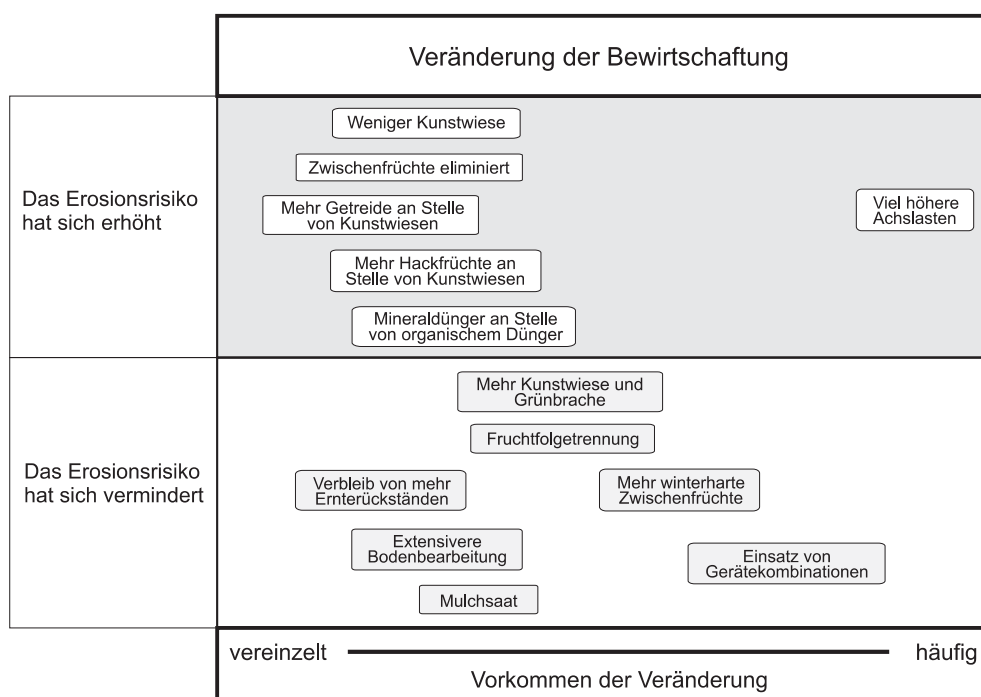 Veränderung der Bewirtschaftung
Das Erosionsrisiko
hat sich erhöht
Weniger Kunstwiese
Zwischenfrüchte eliminiert
Mehr Getreide an Stelle
von Kunstwiesen
Viel höhere
Achslasten
Mehr Hackfrüchte an
Stelle von Kunstwiesen
Mineraldünger an Stelle
von organischem Dünger
Das Erosionsrisiko
hat sich vermindert
Mehr Kunstwiese und
Grünbrache
Fruchtfolgetrennung
Verbleib von mehr
Ernterückständen
Mehr winterharte
Zwischenfrüchte
Extensivere
Bodenbearbeitung
Einsatz von
Gerätekombinationen
Mulchsaat
vereinzelt häufig
Vorkommen der Veränderung